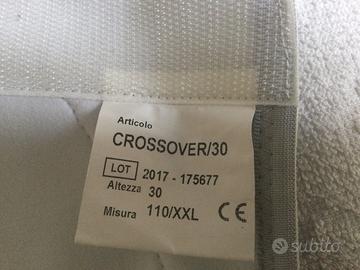 Articolo
CROSSOVER/30
LOT 2017 - 175677
Altezza 30
Misura 110/XXL CE
subito